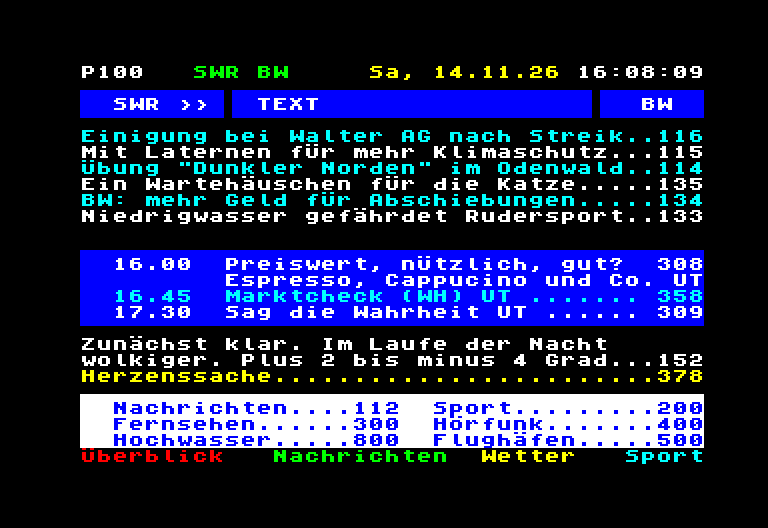 P100 SWR BW Sa, 14.11.26 16:08:09
SWR >> TEXT BW
Einigung bei Walter AG nach Streik..116
Mit Laternen für mehr Klimaschutz...115
Übung "Dunkler Norden" im Odenwald..114
Ein Wartehäuschen für die Katze.....135
BW: mehr Geld für Abschiebungen.....134
Niedrigwasser gefährdet Rudersport..133
16.00 Preiswert, nützlich, gut? 308
Espresso, Cappucino und Co. UT
16.45 Marktcheck (WH) UT ....... 358
17.30 Sag die Wahrheit UT ...... 309
Zunächst klar. Im Laufe der Nacht
wolkiger. Plus 2 bis minus 4 Grad...152
Herzenssache........................378
Nachrichten....112 Sport.........200
Fernsehen......300 Hörfunk.......400
Hochwasser.....800 Flughäfen.....500
Überblick Nachrichten Wetter Sport